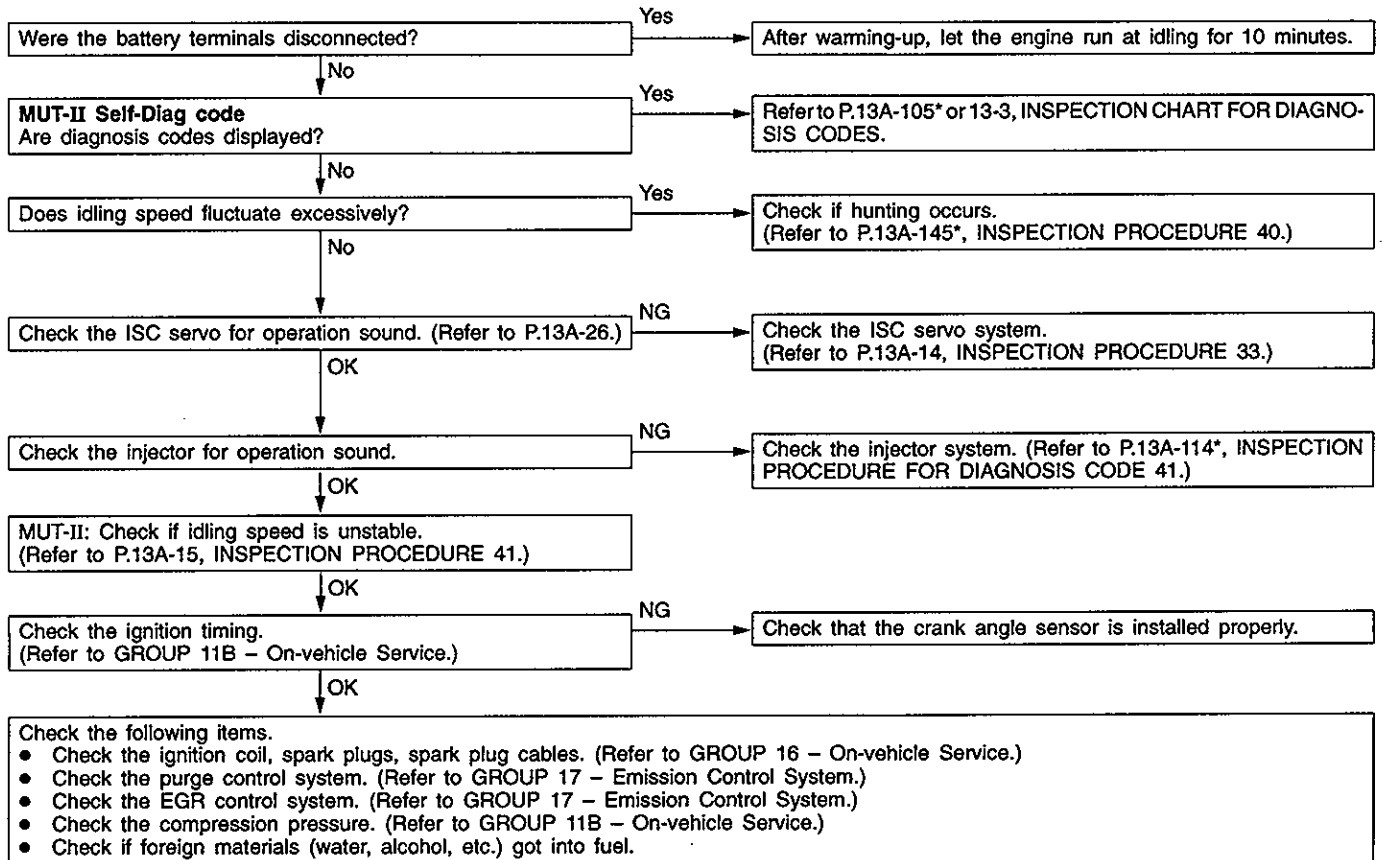 Were the battery terminals disconnected?
Yes
After warming-up, let the engine run at idling for 10 minutes.
No
MUT-II Self-Diag code
Are diagnosis codes displayed?
Yes
Refer to P.13A-105* or 13-3, INSPECTION CHART FOR DIAGNO-
SIS CODES.
No
Does idling speed fluctuate excessively?
Yes
Check if hunting occurs.
(Refer to P.13A-145*, INSPECTION PROCEDURE 40.)
No
Check the ISC servo for operation sound. (Refer to P.13A-26.)
NG
Check the ISC servo system.
(Refer to P.13A-14, INSPECTION PROCEDURE 33.)
OK
Check the injector for operation sound.
NG
Check the injector system. (Refer to P.13A-114*, INSPECTION
PROCEDURE FOR DIAGNOSIS CODE 41.)
OK
MUT-II: Check if idling speed is unstable.
(Refer to P.13A-15, INSPECTION PROCEDURE 41.)
OK
Check the ignition timing.
(Refer to GROUP 11B – On-vehicle Service.)
NG
Check that the crank angle sensor is installed properly.
OK
Check the following items.
● Check the ignition coil, spark plugs, spark plug cables. (Refer to GROUP 16 – On-vehicle Service.)
● Check the purge control system. (Refer to GROUP 17 – Emission Control System.)
● Check the EGR control system. (Refer to GROUP 17 – Emission Control System.)
● Check the compression pressure. (Refer to GROUP 11B – On-vehicle Service.)
● Check if foreign materials (water, alcohol, etc.) got into fuel.